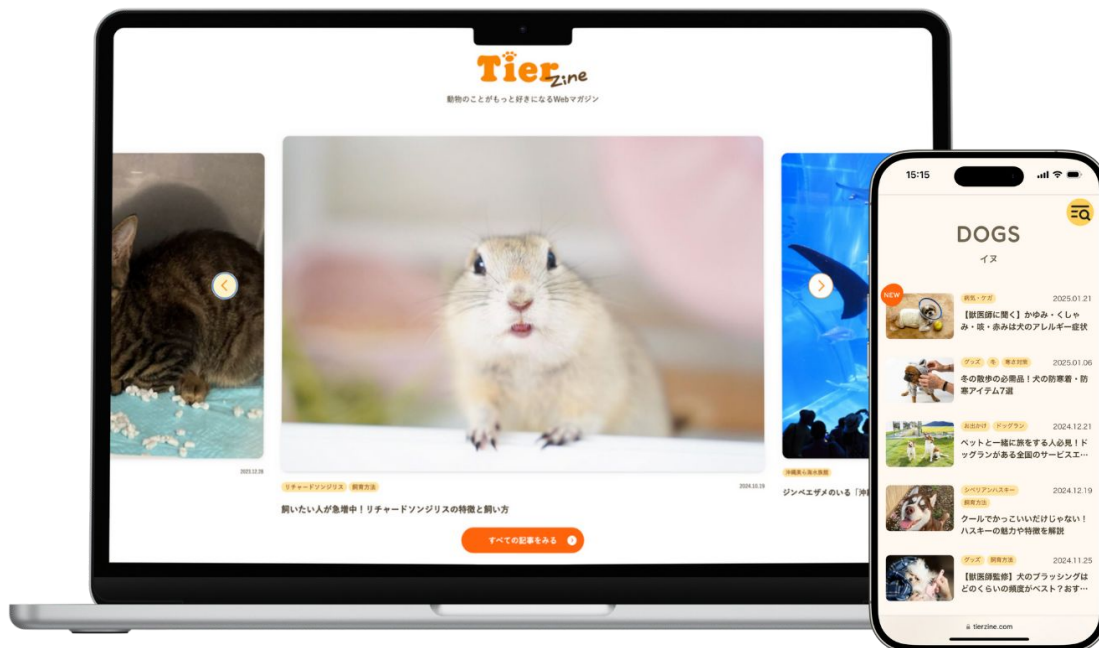 Tier zine
動物のことがもっと好きになるWebマガジン
2023.12.28
リチャードソンジリス 飼育方法
2024.10.19
飼いたい人が急増中！リチャードソンジリスの特徴と飼い方
沖縄美ら海水族館
ジンベエザメのいる「沖縄
すべての記事をみる
15:15
DOGS
イヌ
NEW
病気・ケガ 2025.01.21
【獣医師に聞く】かゆみ・くしゃ
み・咳・赤みは犬のアレルギー症状
グッズ 冬 寒さ対策 2025.01.06
冬の散歩の必需品！犬の防寒着・防
寒アイテム7選
お出かけ ドッグラン 2024.12.21
ペットと一緒に旅をする人必見！ド
ッグランがある全国のサービスエ…
シベリアンハスキー 2024.12.19
飼育方法
クールでかっこいいだけじゃない！
ハスキーの魅力や特徴を解説
グッズ 飼育方法 2024.11.25
【獣医師監修】犬のブラッシングは
どのくらいの頻度がベスト？おす…
tierzine.com